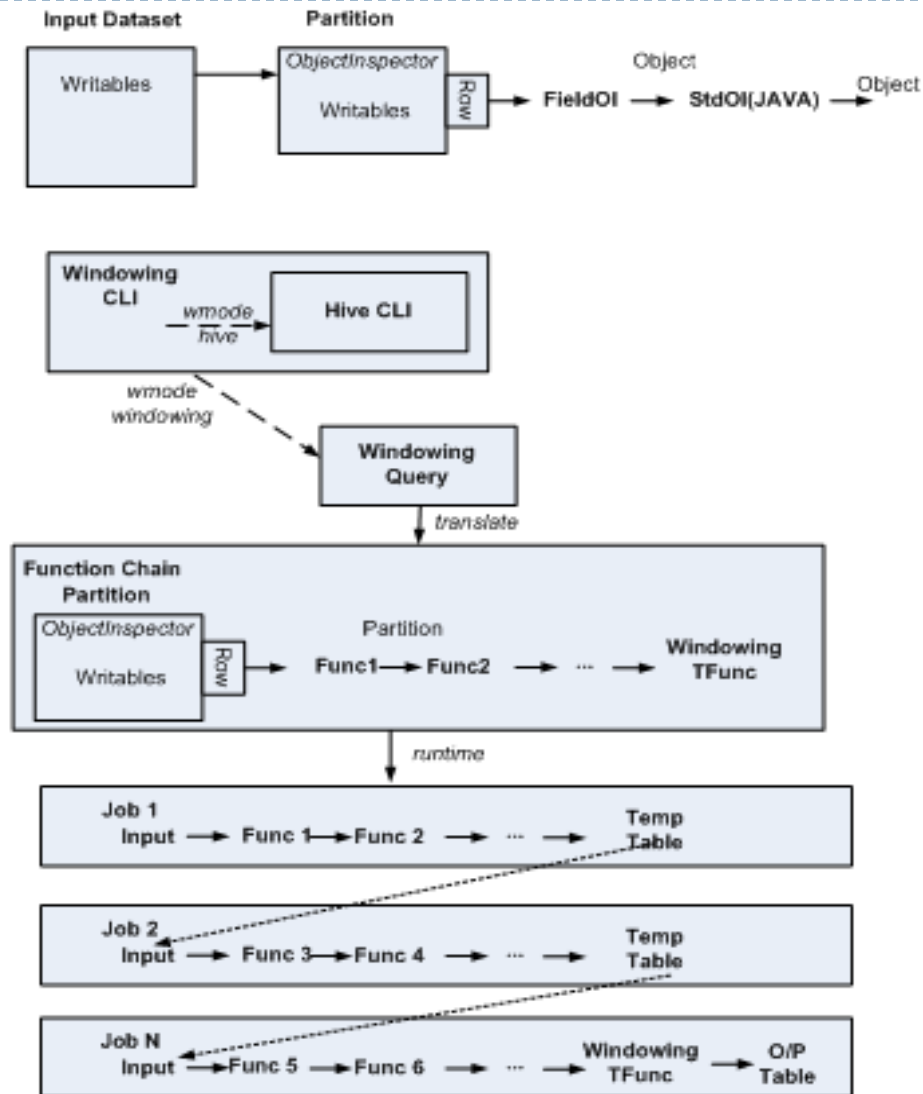 Input Dataset
Partition
Writables
ObjectInspector
Writables
Row
FieldOI
Object
StdOI(JAVA)
Object
Windowing
CLI
wmode
hive
Hive CLI
wmode
windowing
Windowing
Query
translate
Function Chain
Partition
ObjectInspector
Writables
Row
Partition
Func1
Func2
...
Windowing
TFunc
runtime
Job 1
Input
Func 1
Func 2
...
Temp
Table
Job 2
Input
Func 3
Func 4
...
Temp
Table
Job N
Input
Func 5
Func 6
...
Windowing
TFunc
O/P
Table